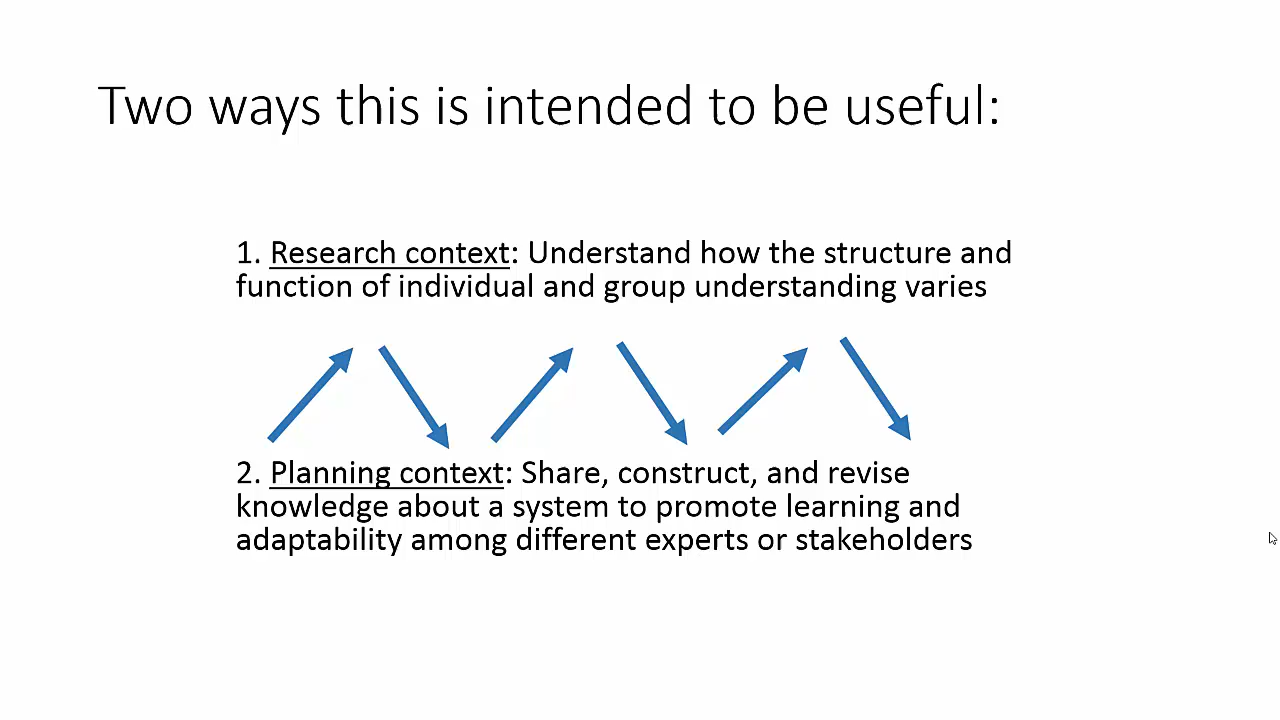 Two ways this is intended to be useful:
1. Research context: Understand how the structure and
function of individual and group understanding varies
2. Planning context: Share, construct, and revise
knowledge about a system to promote learning and
adaptability among different experts or stakeholders